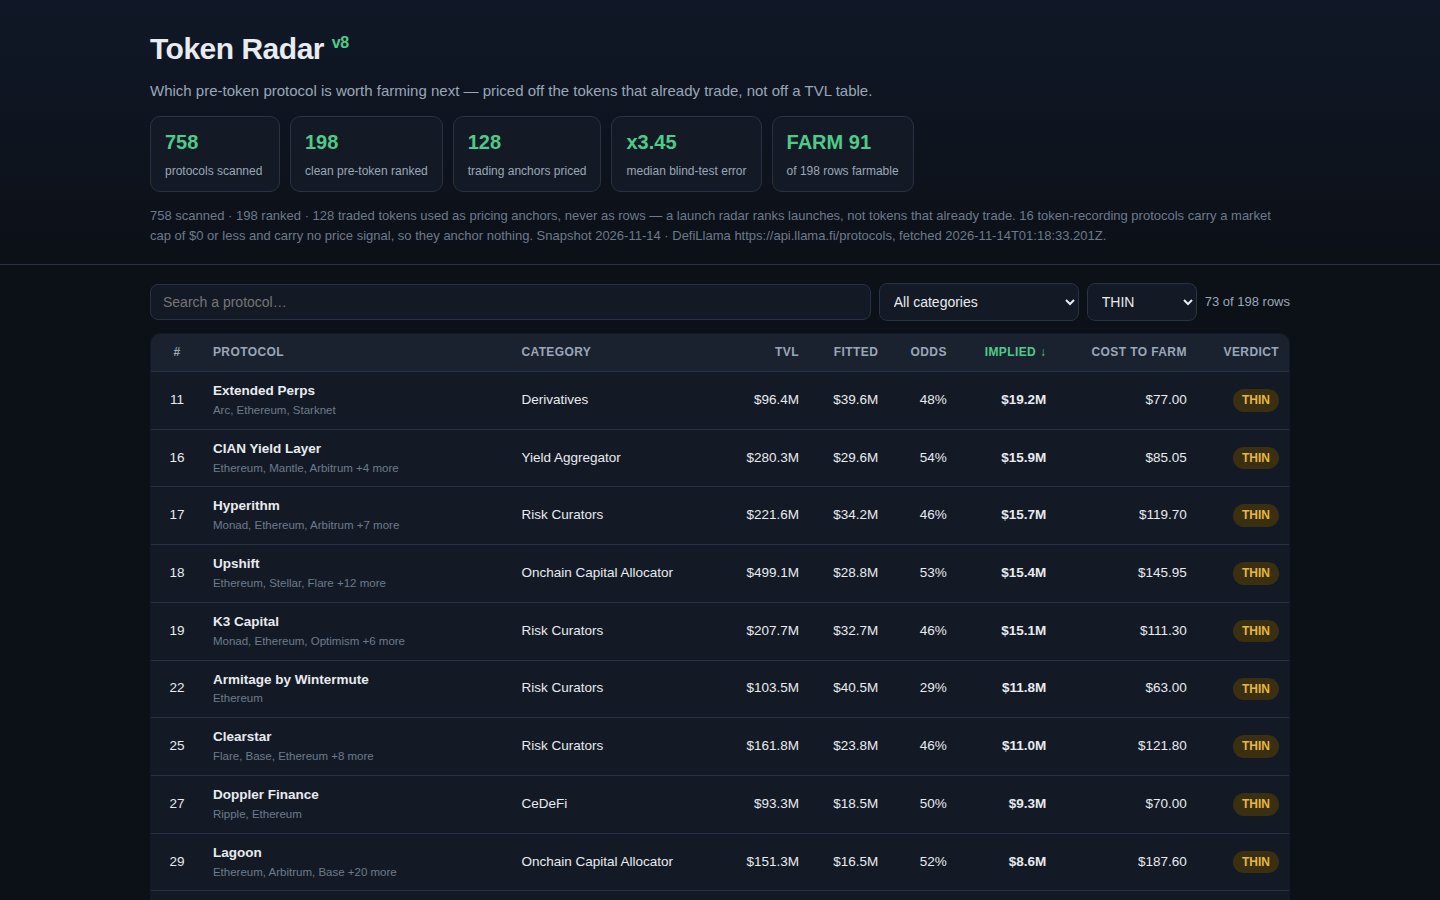 Token Radar v8
Which pre-token protocol is worth farming next — priced off the tokens that already trade, not off a TVL table.
758
protocols scanned
198
clean pre-token ranked
128
trading anchors priced
x3.45
median blind-test error
FARM 91
of 198 rows farmable
758 scanned · 198 ranked · 128 traded tokens used as pricing anchors, never as rows — a launch radar ranks launches, not tokens that already trade. 16 token-recording protocols carry a market
cap of $0 or less and carry no price signal, so they anchor nothing. Snapshot 2026-11-14 · DefiLlama https://api.llama.fi/protocols, fetched 2026-11-14T01:18:33.201Z.
Search a protocol… All categories THIN 73 of 198 rows
# PROTOCOL CATEGORY TVL FITTED ODDS IMPLIED ↓ COST TO FARM VERDICT
11 Extended Perps Derivatives $96.4M $39.6M 48% $19.2M $77.00 THIN
Arc, Ethereum, Starknet
16 CIAN Yield Layer Yield Aggregator $280.3M $29.6M 54% $15.9M $85.05 THIN
Ethereum, Mantle, Arbitrum +4 more
17 Hyperithm Risk Curators $221.6M $34.2M 46% $15.7M $119.70 THIN
Monad, Ethereum, Arbitrum +7 more
18 Upshift Onchain Capital Allocator $499.1M $28.8M 53% $15.4M $145.95 THIN
Ethereum, Stellar, Flare +12 more
19 K3 Capital Risk Curators $207.7M $32.7M 46% $15.1M $111.30 THIN
Monad, Ethereum, Optimism +6 more
22 Armitage by Wintermute Risk Curators $103.5M $40.5M 29% $11.8M $63.00 THIN
Ethereum
25 Clearstar Risk Curators $161.8M $23.8M 46% $11.0M $121.80 THIN
Flare, Base, Ethereum +8 more
27 Doppler Finance CeDeFi $93.3M $18.5M 50% $9.3M $70.00 THIN
Ripple, Ethereum
29 Lagoon Onchain Capital Allocator $151.3M $16.5M 52% $8.6M $187.60 THIN
Ethereum, Arbitrum, Base +20 more